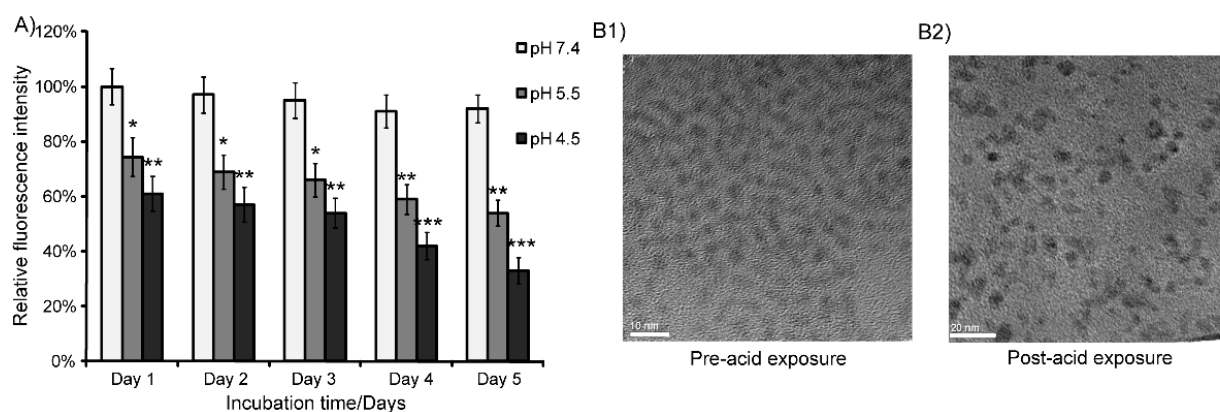 A)
120%
100%
80%
60%
40%
20%
0%
Relative fluorescence intensity
pH 7.4
pH 5.5
pH 4.5
*
**
*
**
*
**
**
***
**
***
Day 1
Day 2
Day 3
Day 4
Day 5
Incubation time/Days
B1)
10 nm
Pre-acid exposure
B2)
20 nm
Post-acid exposure